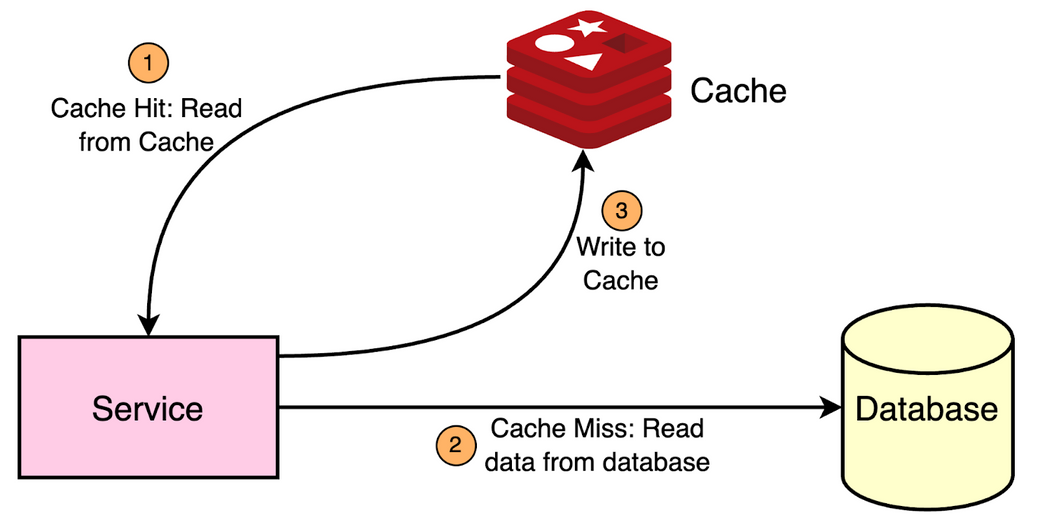 1
Cache Hit: Read
from Cache
Cache
3
Write to
Cache
Service
Database
2
Cache Miss: Read
data from database